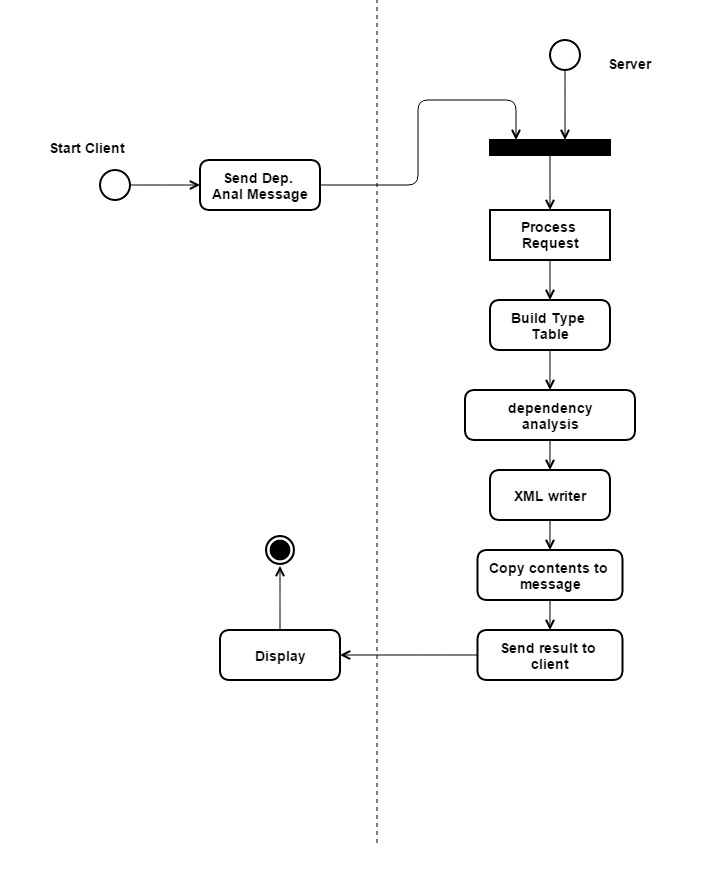 Server
Start Client
Send Dep.
Anal Message
Process
Request
Build Type
Table
dependency
analysis
XML writer
Copy contents to
message
Send result to
client
Display